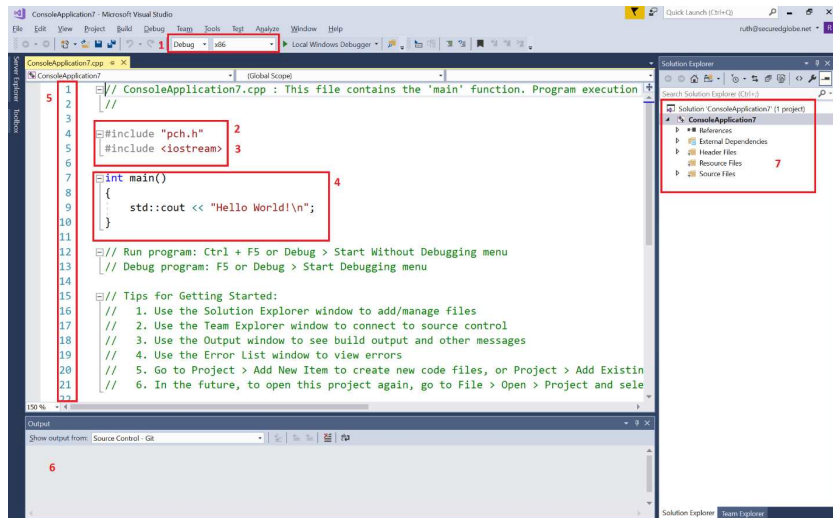 ConsoleApplication7 - Microsoft Visual Studio
Quick Launch (Ctrl+Q)
File Edit View Project Build Debug Team Tools Test Analyze Window Help
ruth@securedglobe.net R
1 Debug x86 Local Windows Debugger
Server Explorer
Toolbox
ConsoleApplication7.cpp
ConsoleApplication7 (Global Scope)
5
1 // ConsoleApplication7.cpp : This file contains the 'main' function. Program execution
2 //
3
4 #include "pch.h" 2
5 #include <iostream> 3
6
7 int main() 4
8 {
9 std::cout << "Hello World!\n";
10 }
11
12 // Run program: Ctrl + F5 or Debug > Start Without Debugging menu
13 // Debug program: F5 or Debug > Start Debugging menu
14
15 // Tips for Getting Started:
16 // 1. Use the Solution Explorer window to add/manage files
17 // 2. Use the Team Explorer window to connect to source control
18 // 3. Use the Output window to see build output and other messages
19 // 4. Use the Error List window to view errors
20 // 5. Go to Project > Add New Item to create new code files, or Project > Add Existin
21 // 6. In the future, to open this project again, go to File > Open > Project and sele
22
150 %
Output
Show output from: Source Control - Git
6
Solution Explorer
Search Solution Explorer (Ctrl+;)
Solution 'ConsoleApplication7' (1 project)
ConsoleApplication7
References
External Dependencies
Header Files
Resource Files 7
Source Files
Solution Explorer Team Explorer